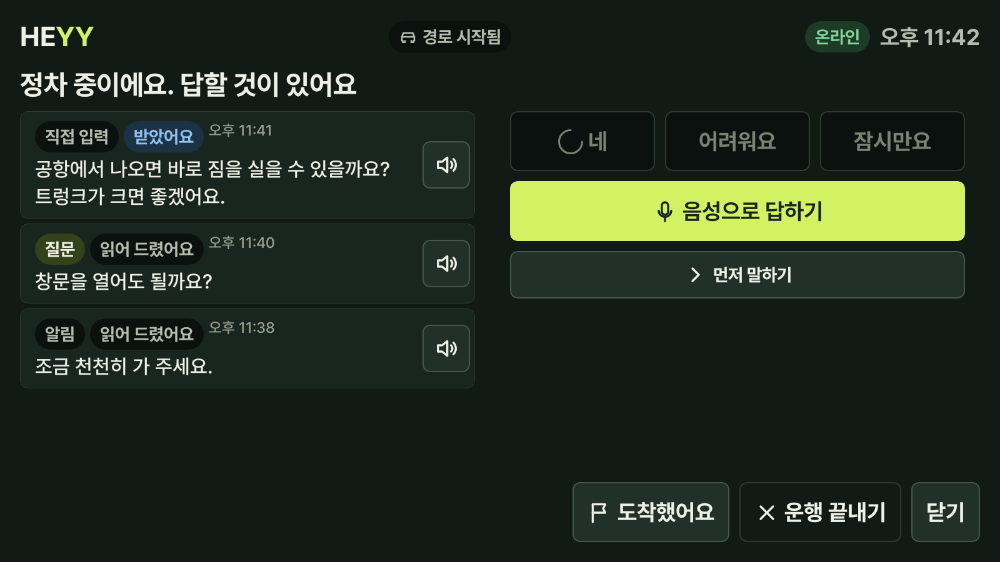 HEYY
경로 시작됨
온라인 오후 11:42
정차 중이에요. 답할 것이 있어요
직접 입력 받았어요 오후 11:41
공항에서 나오면 바로 짐을 실을 수 있을까요?
트렁크가 크면 좋겠어요.
질문 읽어 드렸어요 오후 11:40
창문을 열어도 될까요?
알림 읽어 드렸어요 오후 11:38
조금 천천히 가 주세요.
네 어려워요 잠시만요
음성으로 답하기
먼저 말하기
도착했어요 운행 끝내기 닫기